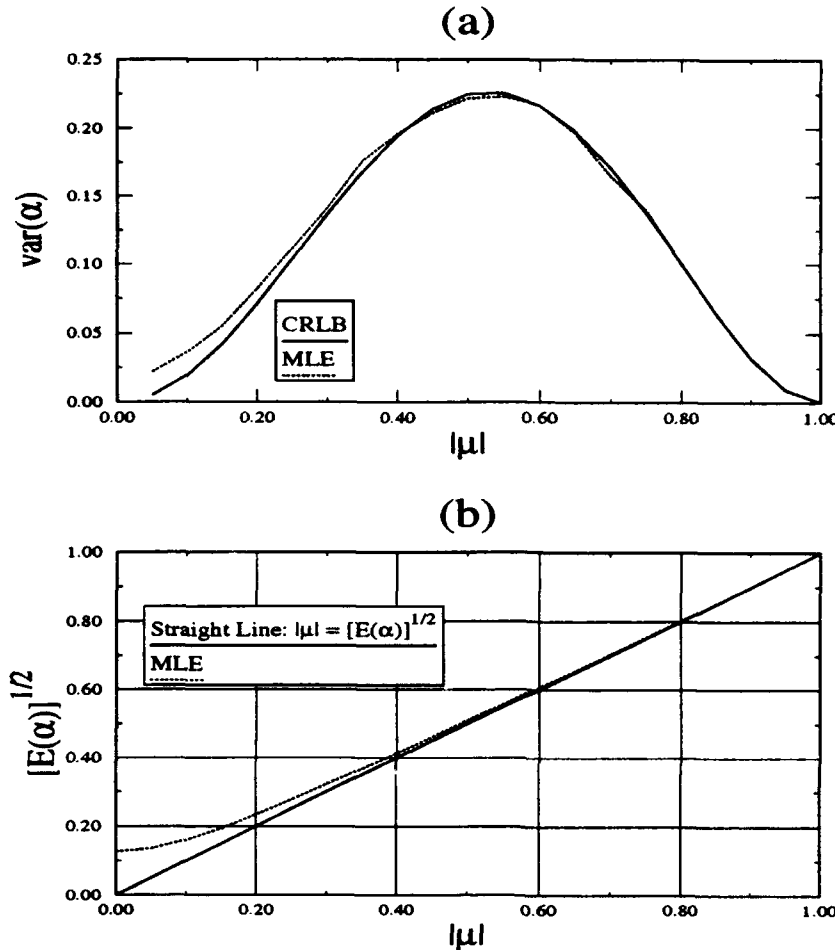 (a)
var(α)
0.25
0.20
0.15
0.10
0.05
0.00
CRLB
MLE
0.00 0.20 0.40 0.60 0.80 1.00
|μ|
(b)
[E(α)]^1/2
1.00
0.80
0.60
0.40
0.20
0.00
Straight Line: |μ| = [E(α)]^1/2
MLE
0.00 0.20 0.40 0.60 0.80 1.00
|μ|